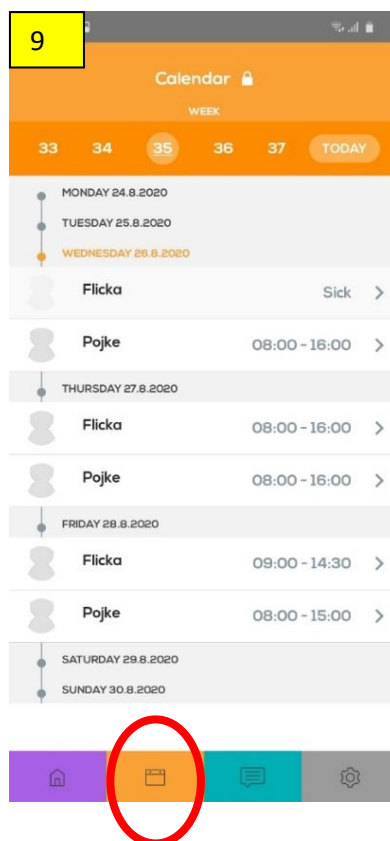 9
Calendar
WEEK
33 34 35 36 37 TODAY
MONDAY 24.8.2020
TUESDAY 25.8.2020
WEDNESDAY 26.8.2020
Flicka Sick
Pojke 08:00 - 16:00
THURSDAY 27.8.2020
Flicka 08:00 - 16:00
Pojke 08:00 - 16:00
FRIDAY 28.8.2020
Flicka 09:00 - 14:30
Pojke 08:00 - 15:00
SATURDAY 29.8.2020
SUNDAY 30.8.2020